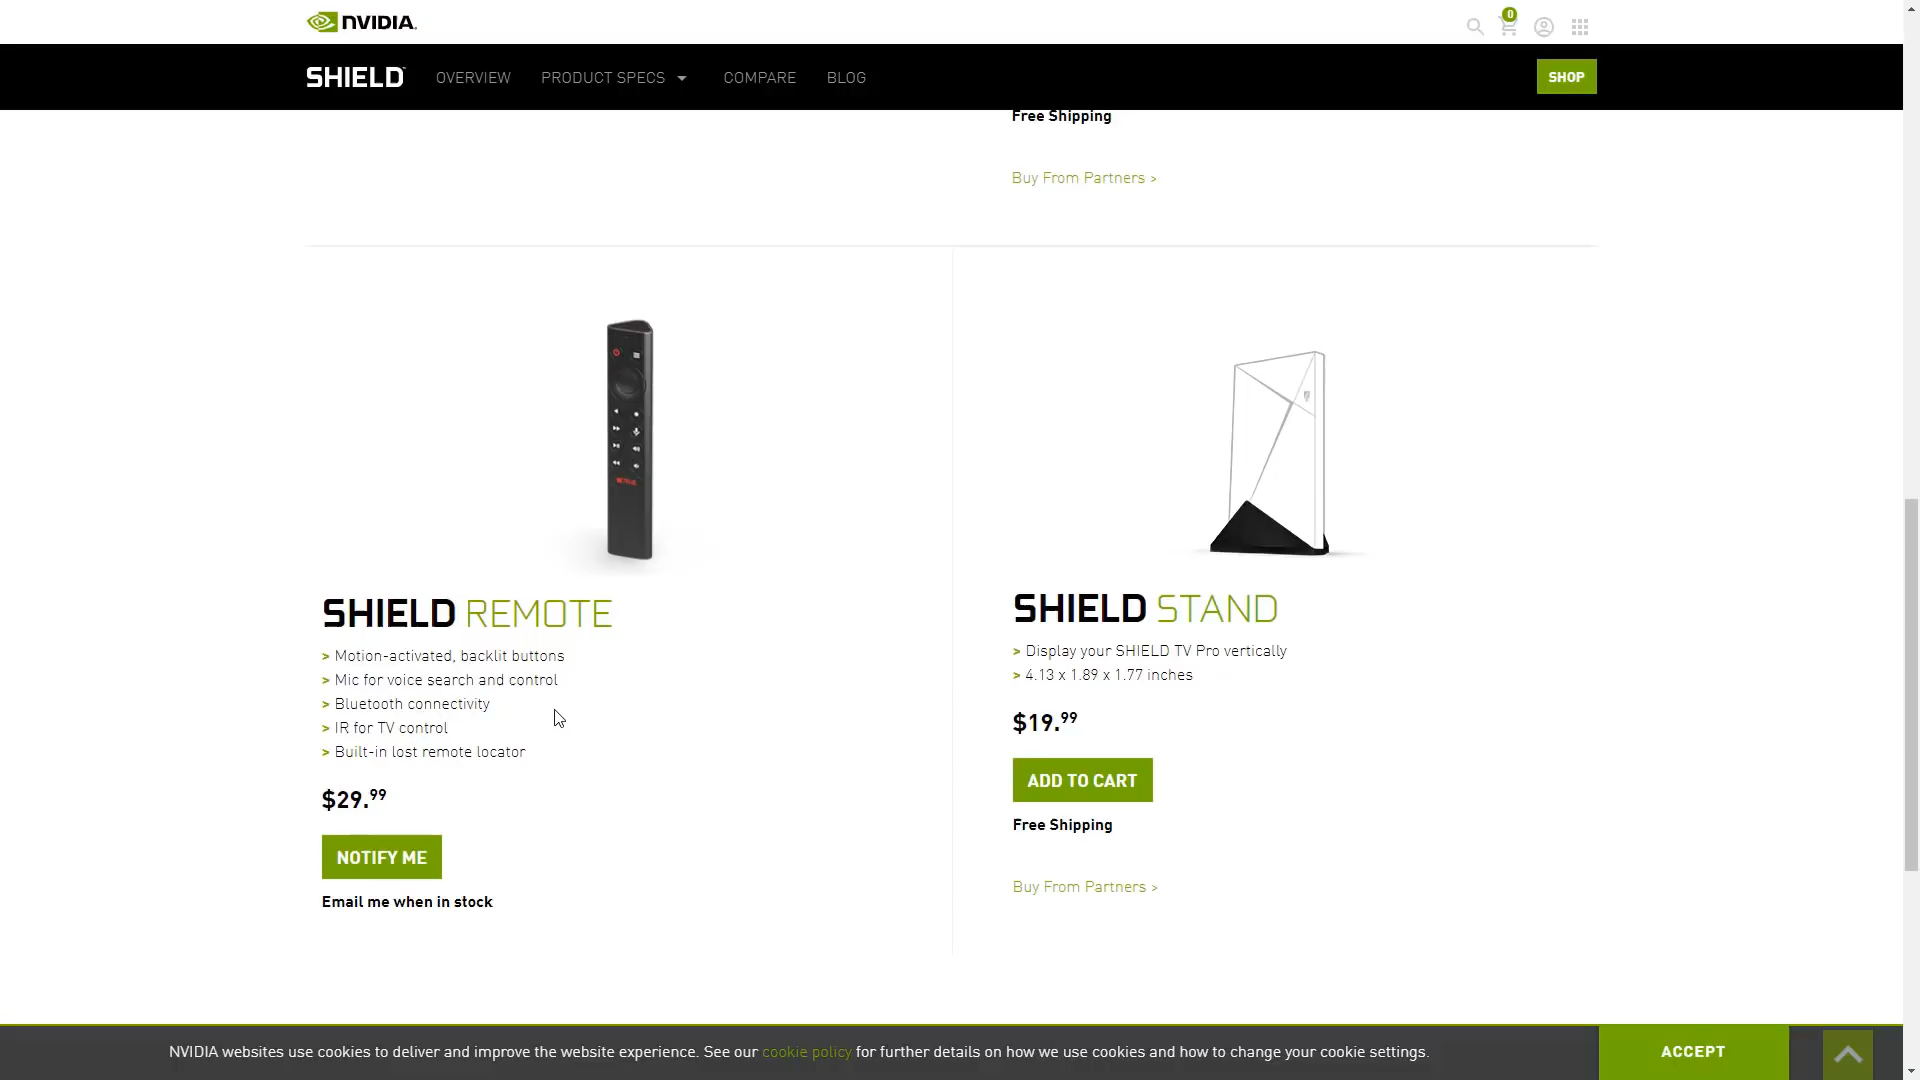 NVIDIA.
0
SHIELD OVERVIEW PRODUCT SPECS COMPARE BLOG SHOP
Free Shipping
Buy From Partners >
NETFLIX
SHIELD REMOTE
> Motion-activated, backlit buttons
> Mic for voice search and control
> Bluetooth connectivity
> IR for TV control
> Built-in lost remote locator
$29.99
NOTIFY ME
Email me when in stock
SHIELD STAND
> Display your SHIELD TV Pro vertically
> 4.13 x 1.89 x 1.77 inches
$19.99
ADD TO CART
Free Shipping
Buy From Partners >
NVIDIA websites use cookies to deliver and improve the website experience. See our cookie policy for further details on how we use cookies and how to change your cookie settings.
ACCEPT